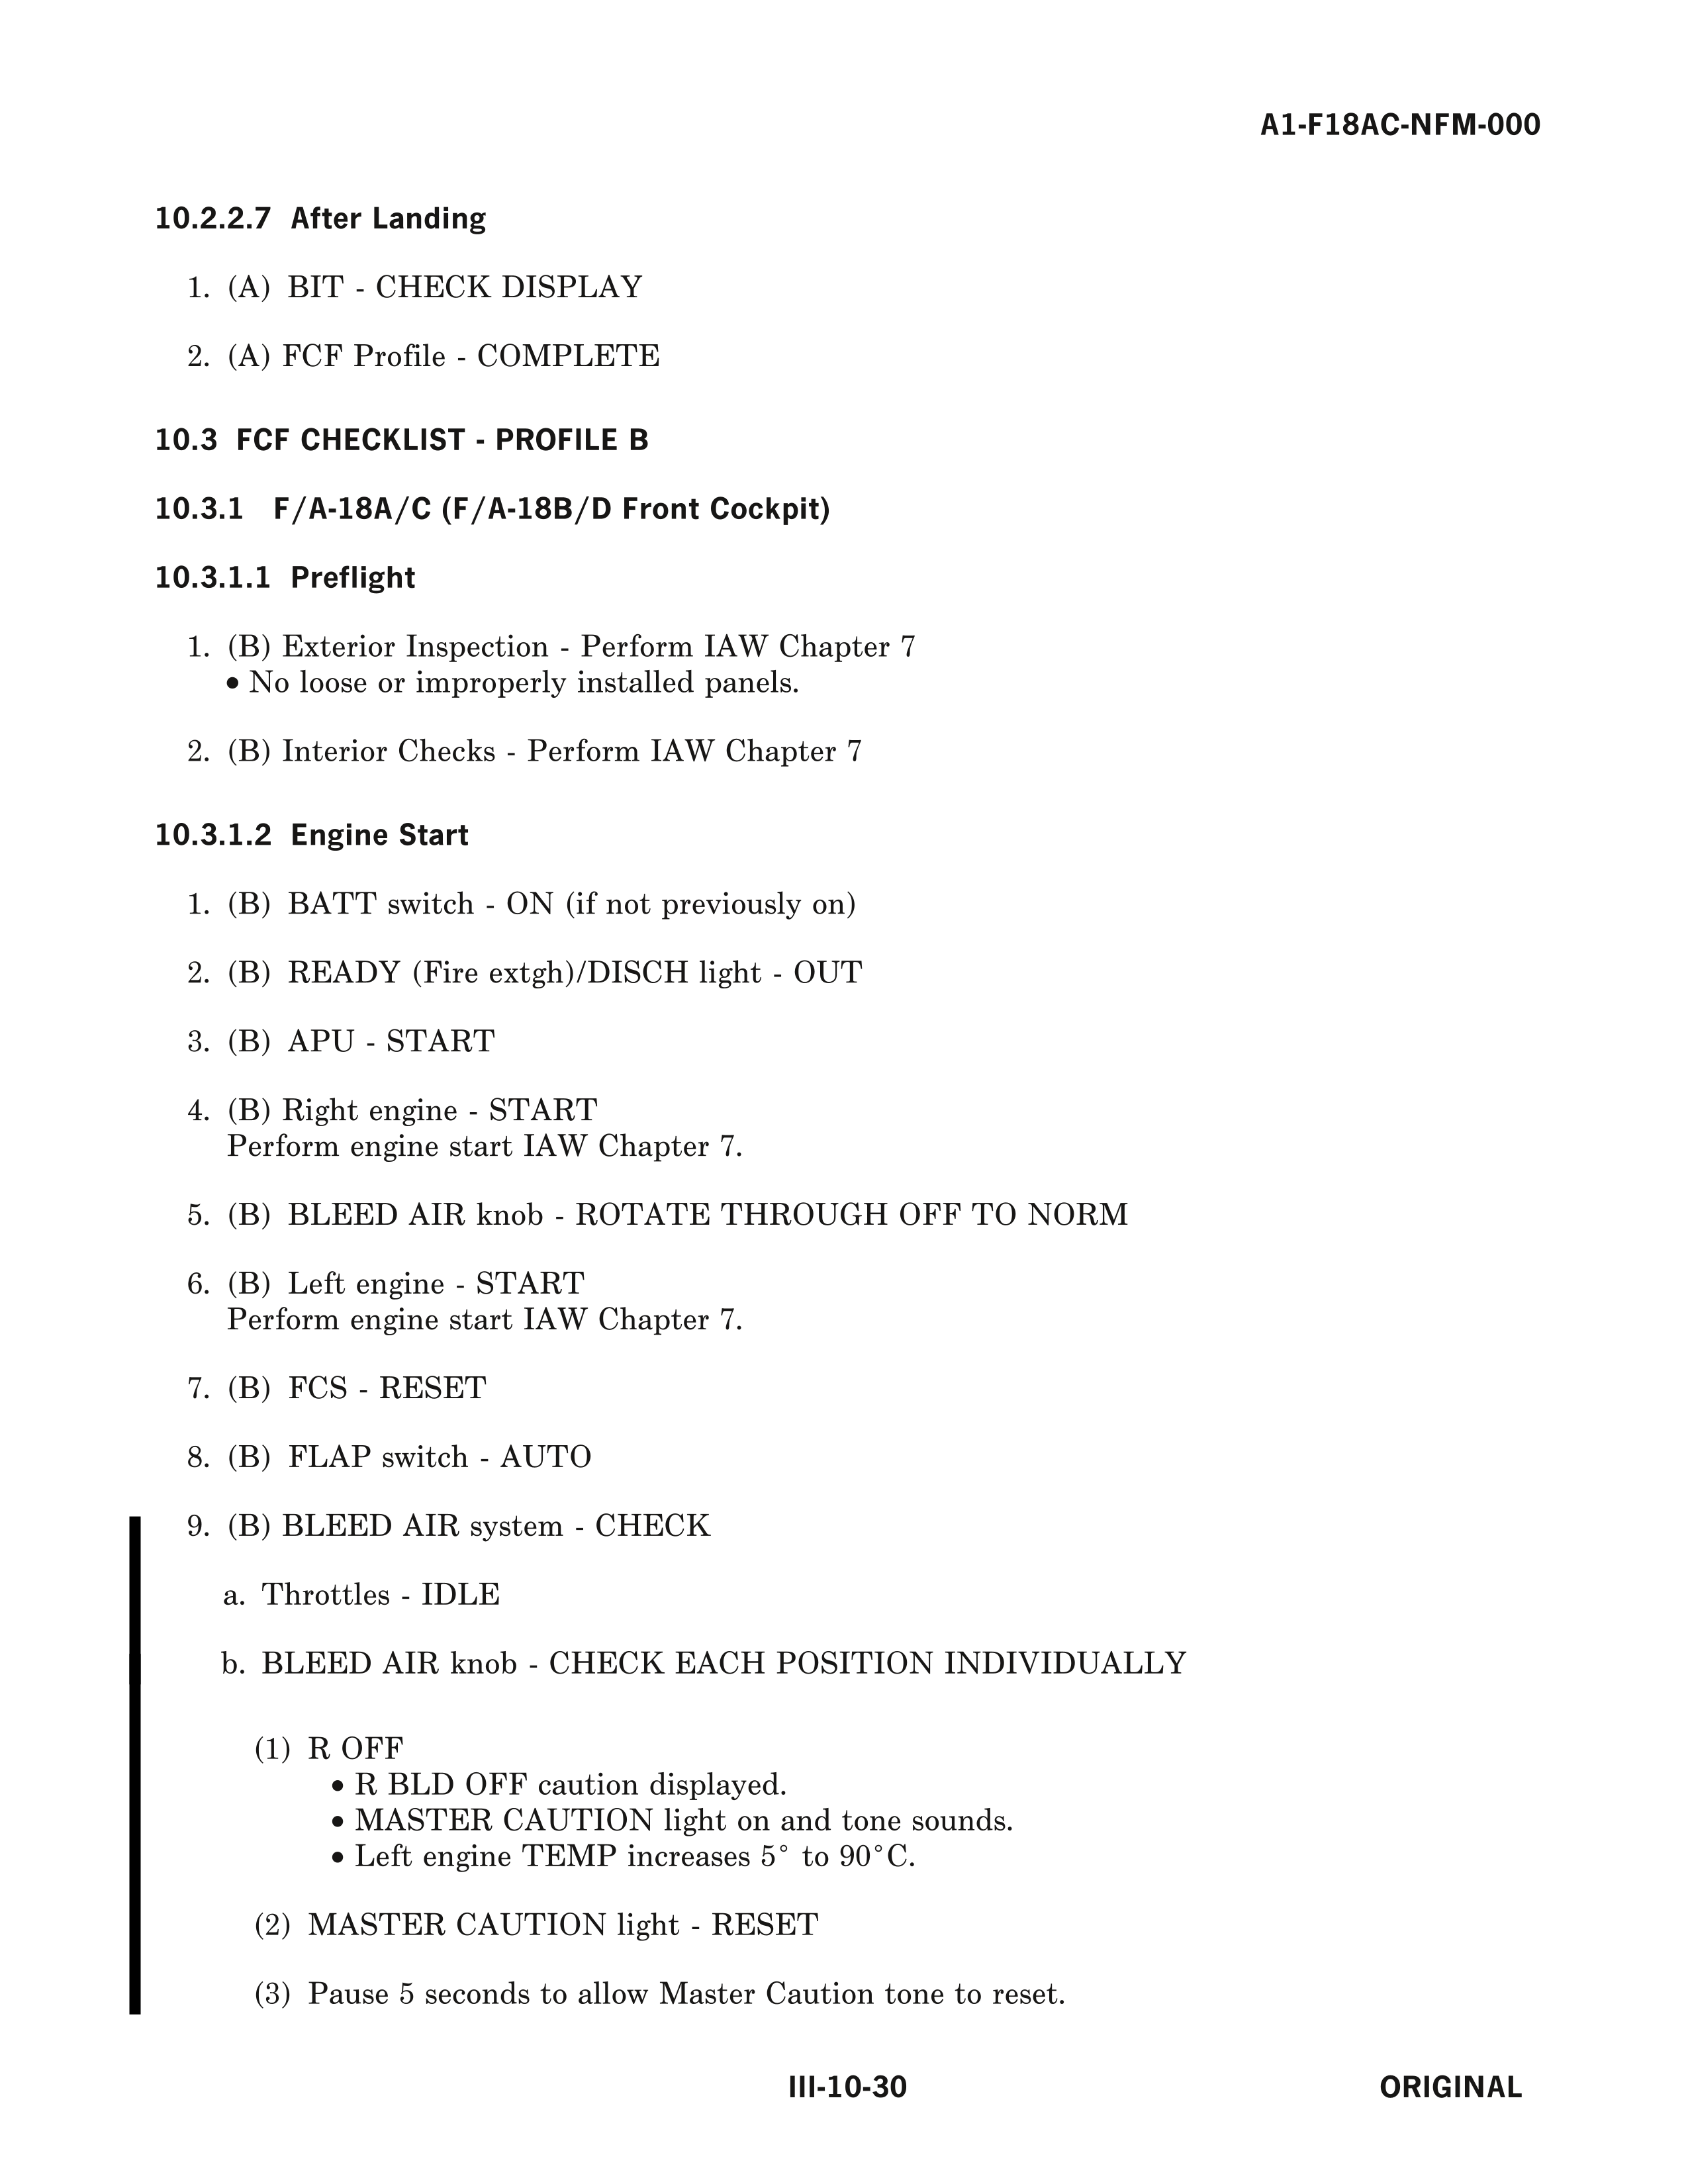 A1-F18AC-NFM-000
10.2.2.7 After Landing
1. (A) BIT - CHECK DISPLAY
2. (A) FCF Profile - COMPLETE
10.3 FCF CHECKLIST - PROFILE B
10.3.1 F/A-18A/C (F/A-18B/D Front Cockpit)
10.3.1.1 Preflight
1. (B) Exterior Inspection - Perform IAW Chapter 7
• No loose or improperly installed panels.
2. (B) Interior Checks - Perform IAW Chapter 7
10.3.1.2 Engine Start
1. (B) BATT switch - ON (if not previously on)
2. (B) READY (Fire extgh)/DISCH light - OUT
3. (B) APU - START
4. (B) Right engine - START
Perform engine start IAW Chapter 7.
5. (B) BLEED AIR knob - ROTATE THROUGH OFF TO NORM
6. (B) Left engine - START
Perform engine start IAW Chapter 7.
7. (B) FCS - RESET
8. (B) FLAP switch - AUTO
9. (B) BLEED AIR system - CHECK
a. Throttles - IDLE
b. BLEED AIR knob - CHECK EACH POSITION INDIVIDUALLY
(1) R OFF
• R BLD OFF caution displayed.
• MASTER CAUTION light on and tone sounds.
• Left engine TEMP increases 5° to 90°C.
(2) MASTER CAUTION light - RESET
(3) Pause 5 seconds to allow Master Caution tone to reset.
III-10-30
ORIGINAL